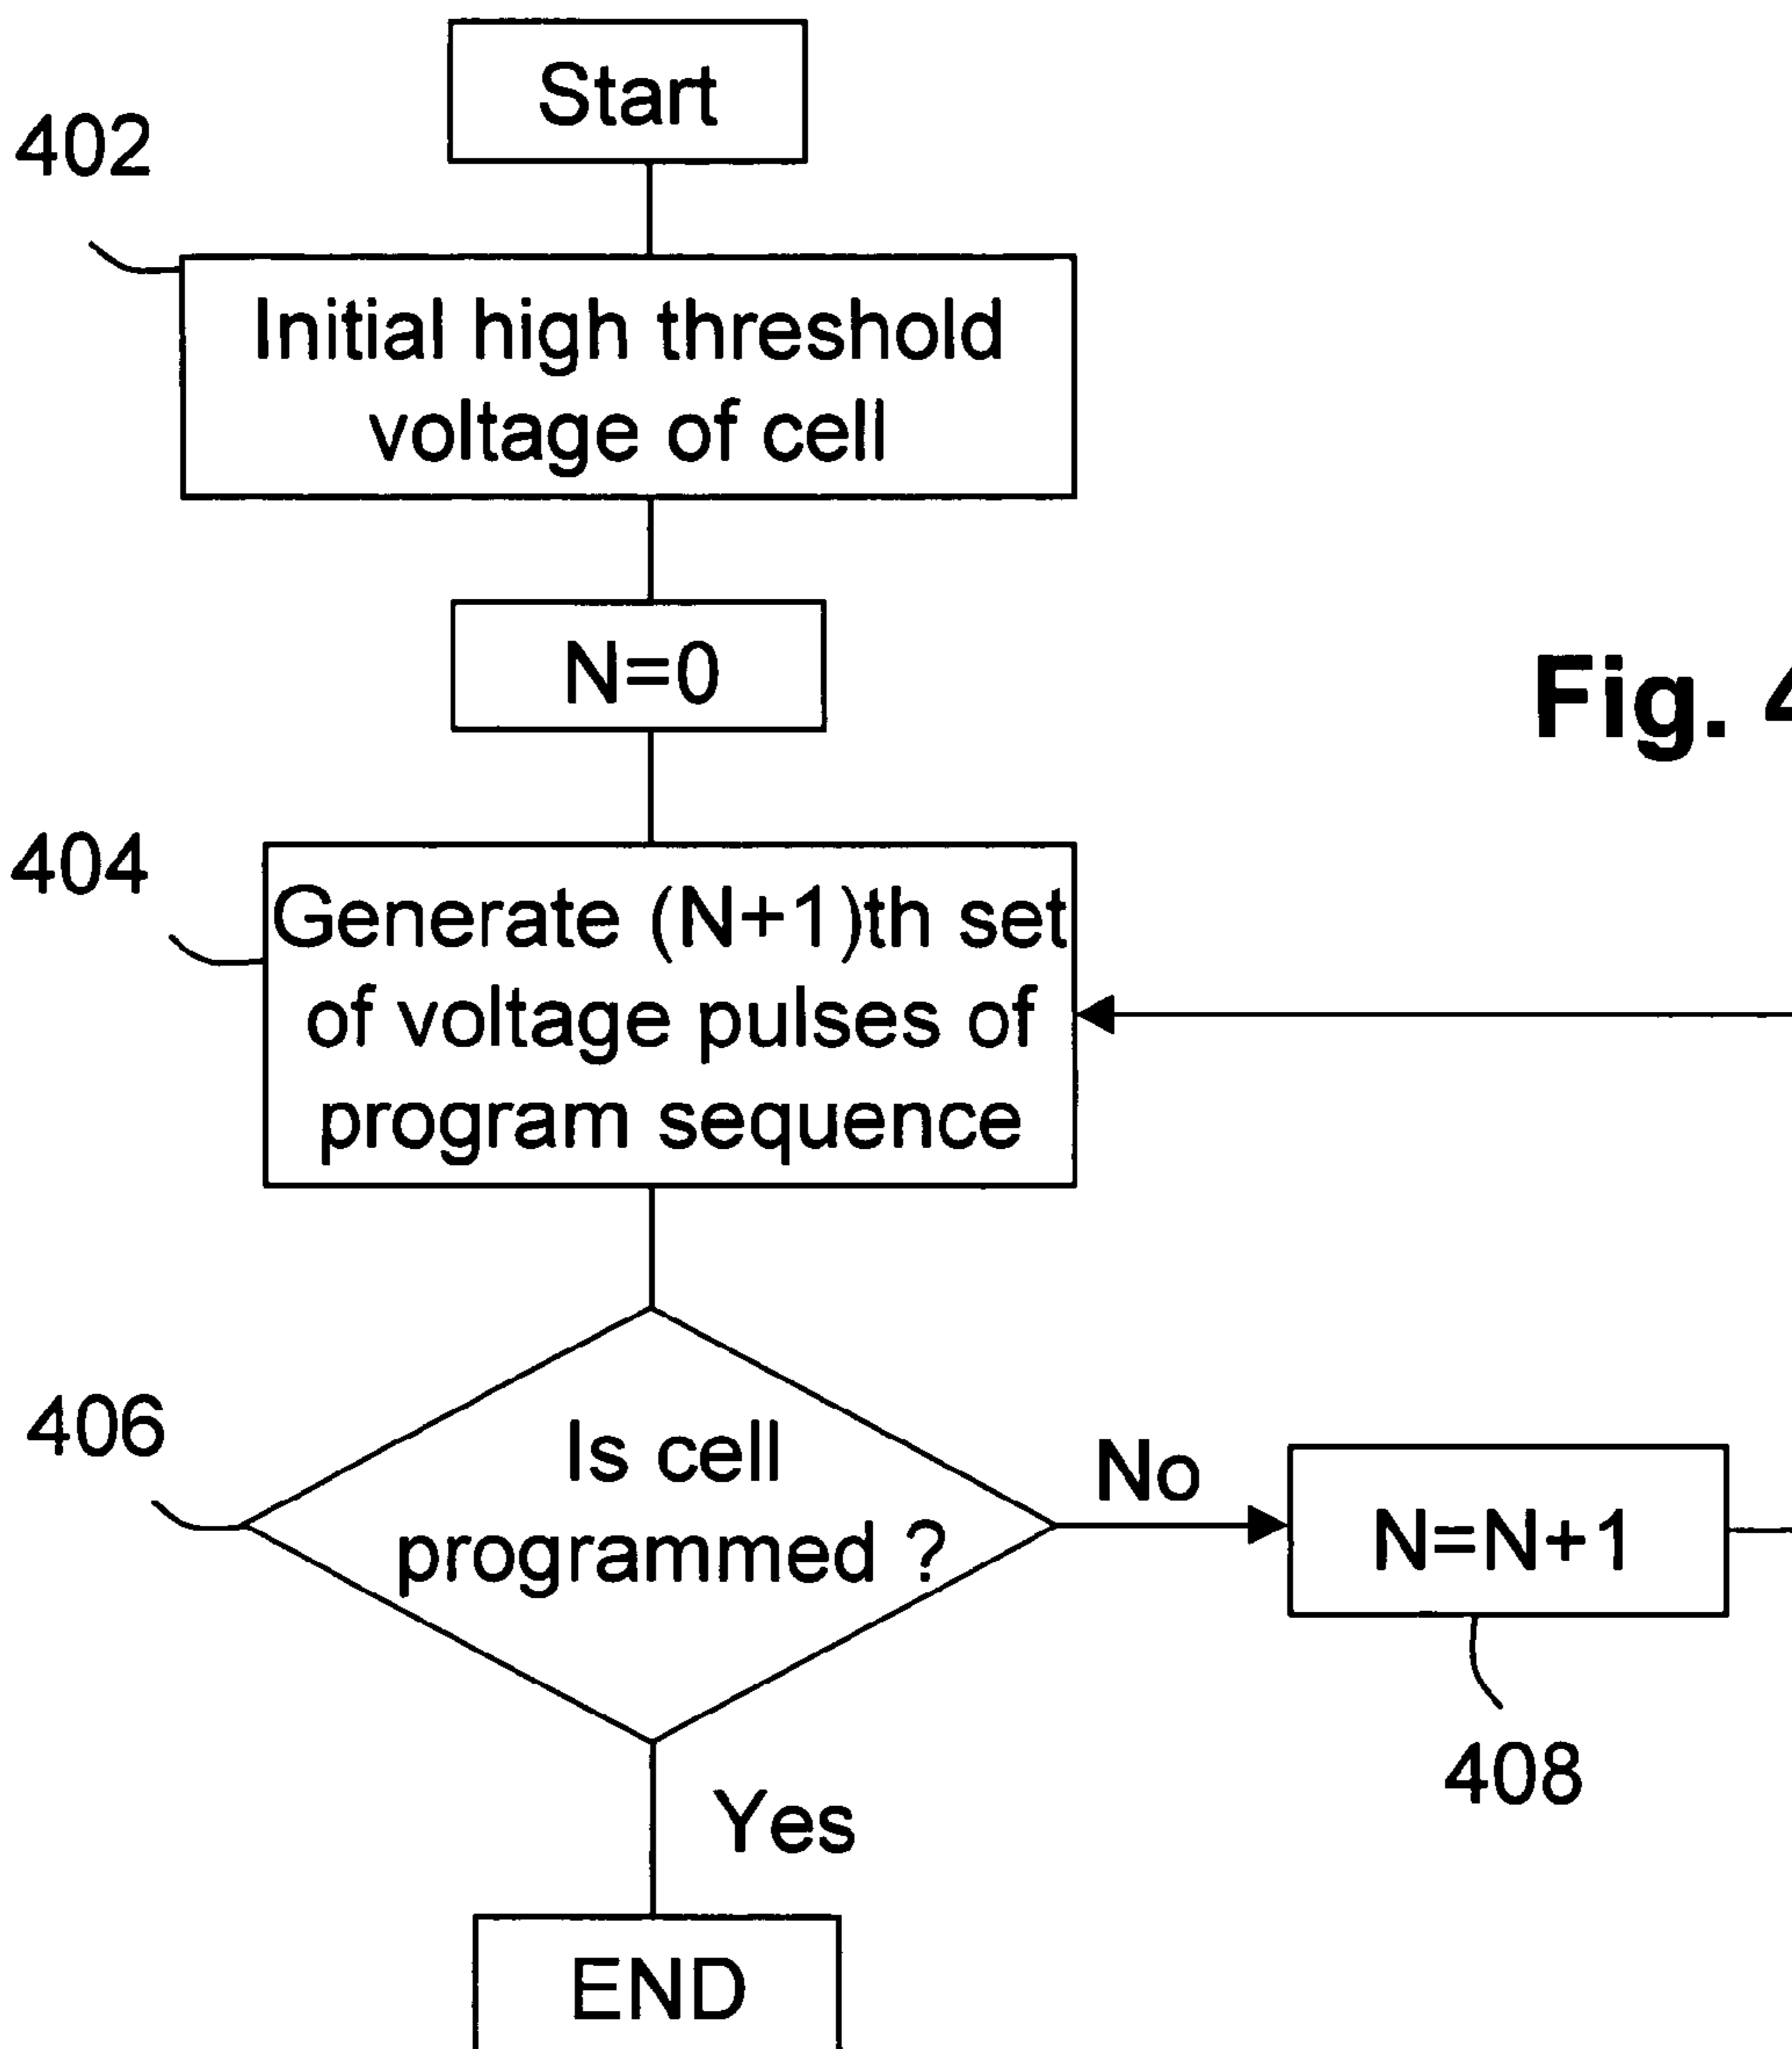 Start
402
Initial high threshold
voltage of cell
N=0
Fig. 4
404
Generate (N+1)th set
of voltage pulses of
program sequence
406
Is cell
programmed ?
No
N=N+1
408
Yes
END